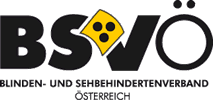 BSVÖ
BLINDEN- UND SEHBEHINDERTENVERBAND
ÖSTERREICH